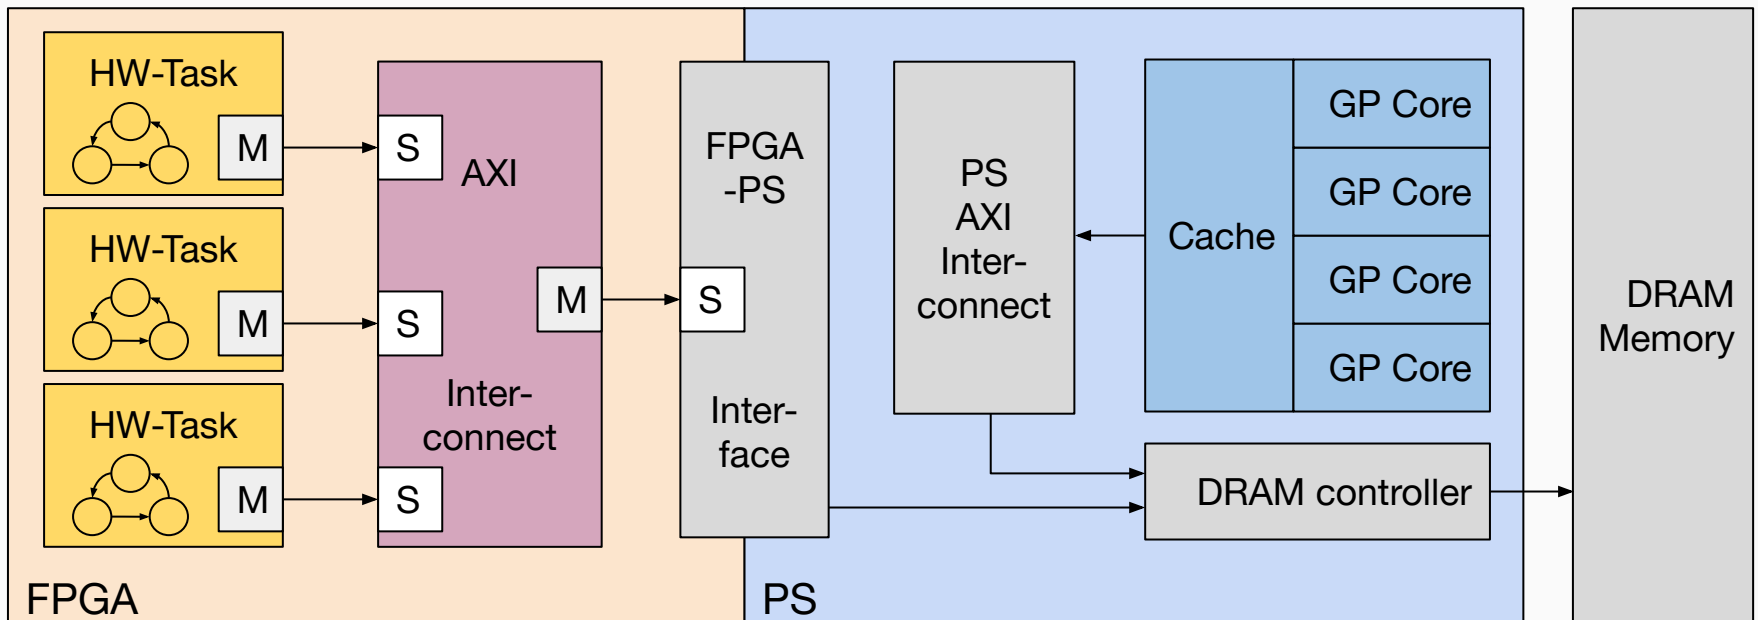 HW-Task
M
HW-Task
M
HW-Task
M
S
AXI
S
M
Inter-
connect
S
FPGA
-PS
S
Inter-
face
PS
AXI
Inter-
connect
Cache
GP Core
GP Core
GP Core
GP Core
DRAM controller
DRAM
Memory
FPGA
PS